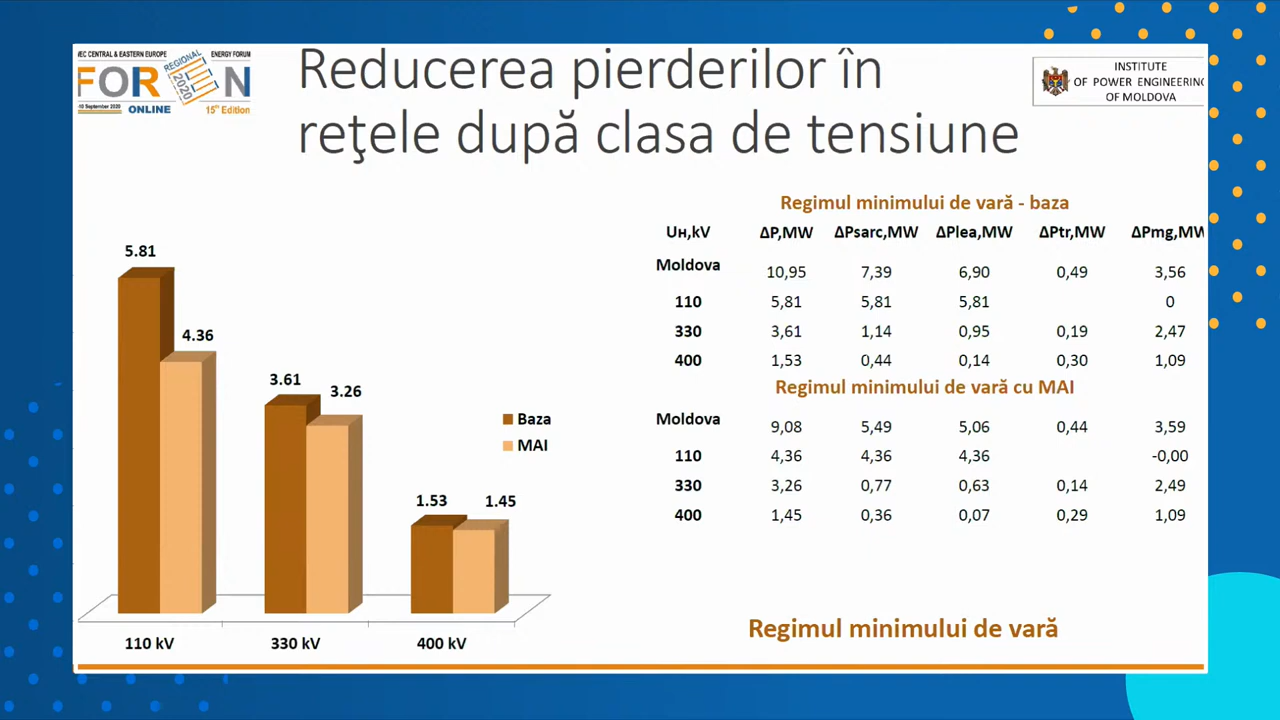 NEC CENTRAL & EASTERN EUROPE
ENERGY FORUM
FOREN
REGIONAL
2020
10 September 2020
ONLINE
15th Edition
Reducerea pierderilor în
reţele după clasa de tensiune
INSTITUTE
OF POWER ENGINEERING
OF MOLDOVA
5.81
4.36
3.61
3.26
1.53
1.45
Baza
MAI
110 kV
330 kV
400 kV
Regimul minimului de vară - baza
Uн,kV ΔP,MW ΔPsarc,MW ΔPlea,MW ΔPtr,MW ΔPmg,MW
Moldova 10,95 7,39 6,90 0,49 3,56
110 5,81 5,81 5,81 0
330 3,61 1,14 0,95 0,19 2,47
400 1,53 0,44 0,14 0,30 1,09
Regimul minimului de vară cu MAI
Moldova 9,08 5,49 5,06 0,44 3,59
110 4,36 4,36 4,36 -0,00
330 3,26 0,77 0,63 0,14 2,49
400 1,45 0,36 0,07 0,29 1,09
Regimul minimului de vară